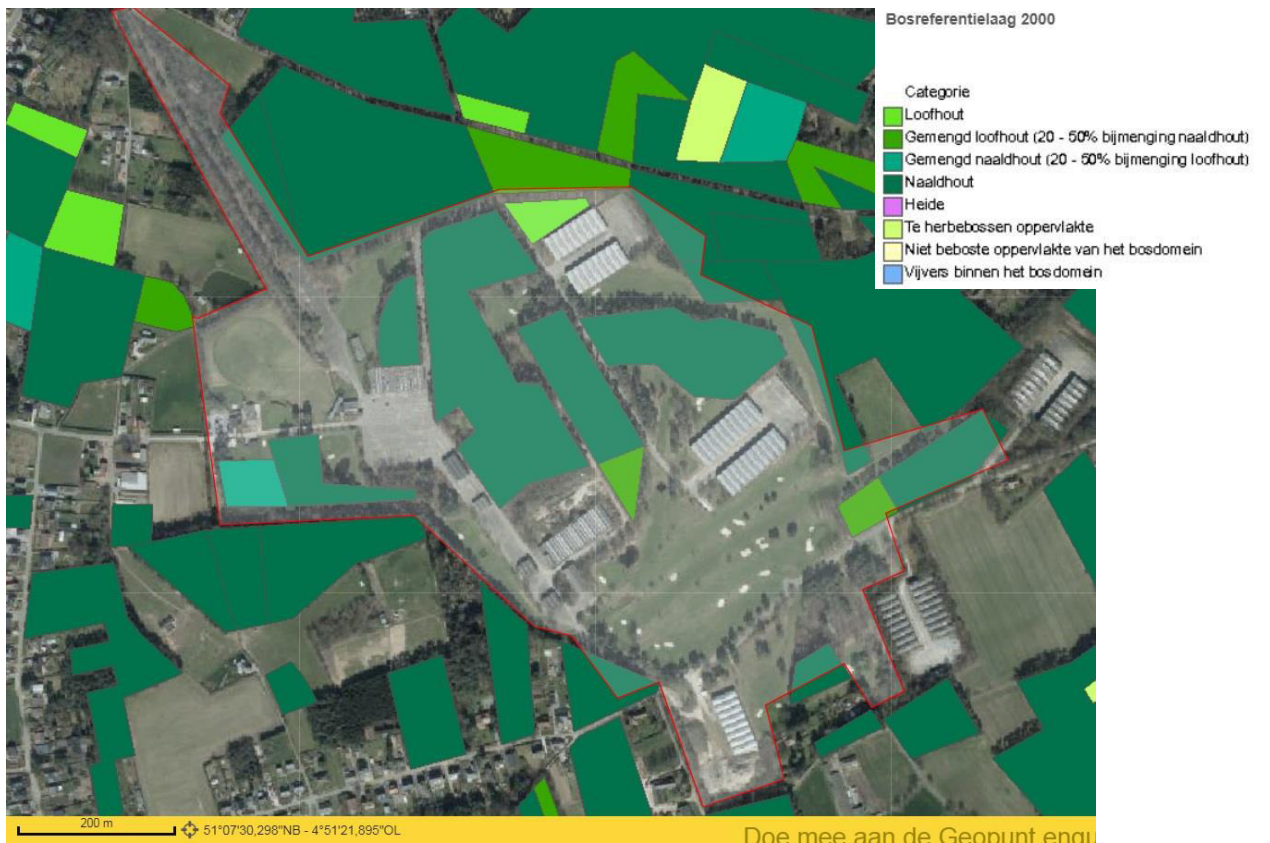 Bosreferentielaag 2000
Categorie
Loofhout
Gemengd loofhout (20 - 50% bijmenging naaldhout)
Gemengd naaldhout (20 - 50% bijmenging loofhout)
Naaldhout
Heide
Te herbebossen oppervlakte
Niet beboste oppervlakte van het bosdomein
Vijvers binnen het bosdomein
200 m
51°07'30,298"NB - 4°51'21,895"OL
Doe mee aan de Geopunt enqu